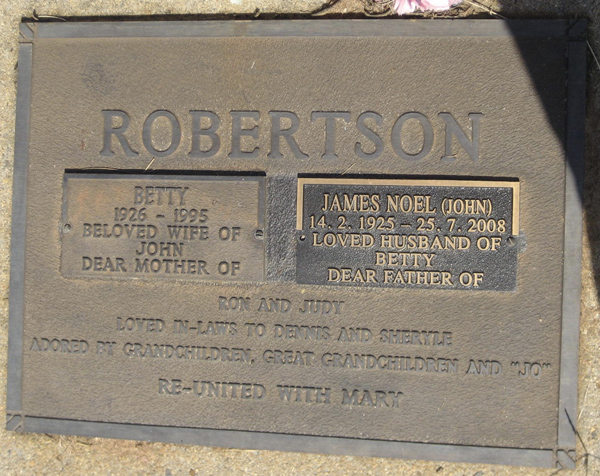 ROBERTSON
BETTY
1926 - 1995
BELOVED WIFE OF
JOHN
DEAR MOTHER OF
JAMES NOEL (JOHN)
14. 2. 1925 - 25. 7. 2008
LOVED HUSBAND OF
BETTY
DEAR FATHER OF
RON AND JUDY
LOVED IN-LAWS TO DENNIS AND SHERYLE
ADORED BY GRANDCHILDREN, GREAT GRANDCHILDREN AND "JO"
RE-UNITED WITH MARY